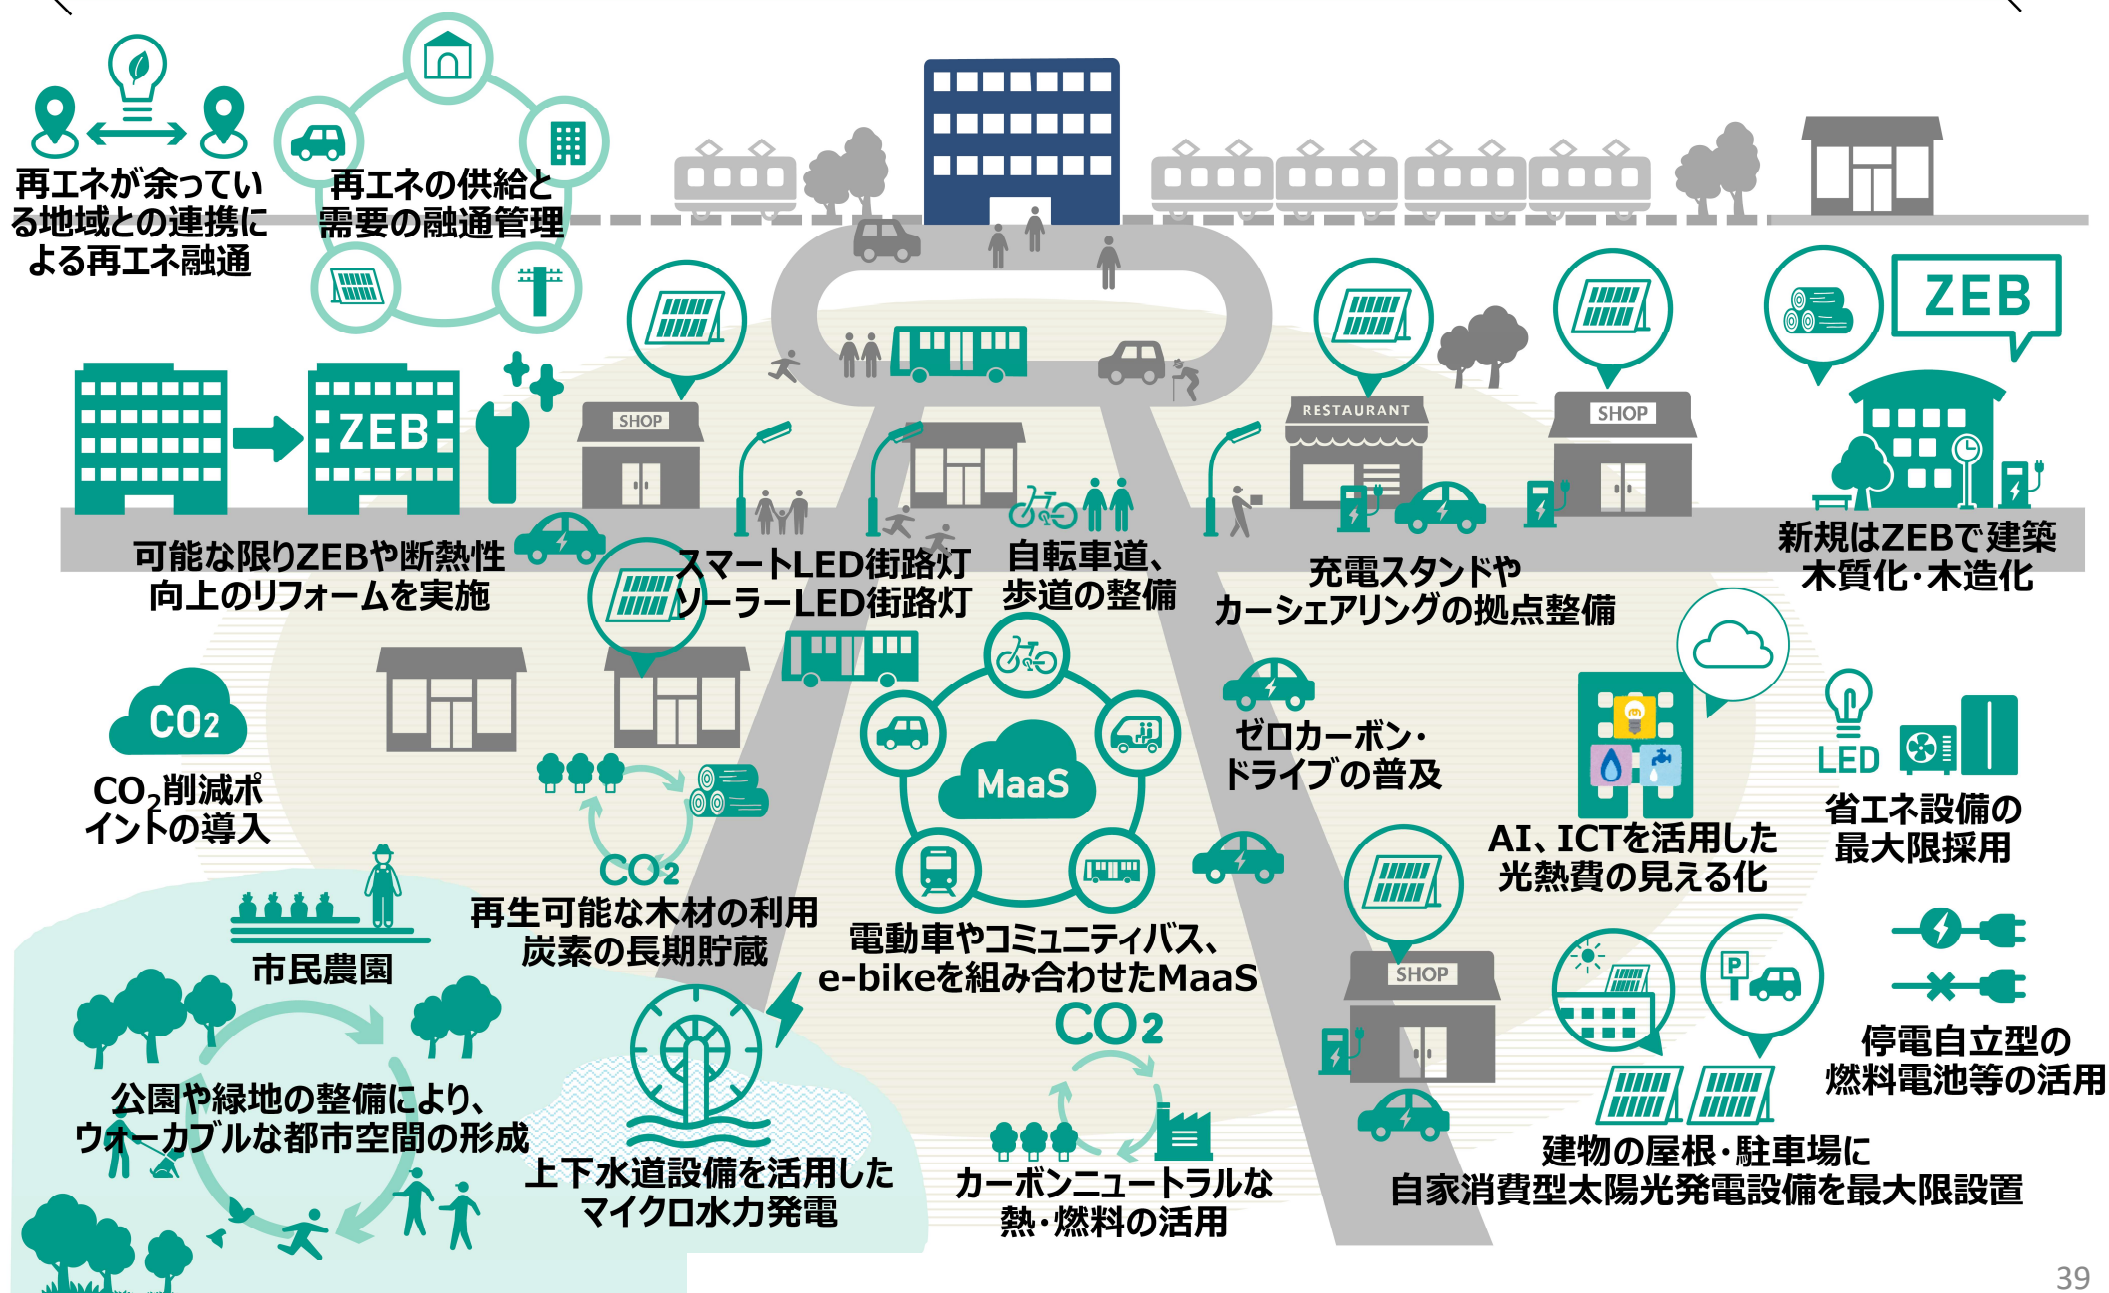 再エネが余ってい
る地域との連携に
よる再エネ融通
再エネの供給と
需要の融通管理
ZEB
ZEB
SHOP
RESTAURANT
SHOP
可能な限りZEBや断熱性
向上のリフォームを実施
スマートLED街路灯
ソーラーLED街路灯
自転車道、
歩道の整備
充電スタンドや
カーシェアリングの拠点整備
新規はZEBで建築
木質化・木造化
CO2
CO2削減ポ
イントの導入
CO2
再生可能な木材の利用
炭素の長期貯蔵
MaaS
電動車やコミュニティバス、
e-bikeを組み合わせたMaaS
ゼロカーボン・
ドライブの普及
AI、ICTを活用した
光熱費の見える化
LED
省エネ設備の
最大限採用
市民農園
公園や緑地の整備により、
ウォーカブルな都市空間の形成
上下水道設備を活用した
マイクロ水力発電
CO2
カーボンニュートラルな
熱・燃料の活用
SHOP
P
建物の屋根・駐車場に
自家消費型太陽光発電設備を最大限設置
停電自立型の
燃料電池等の活用
39